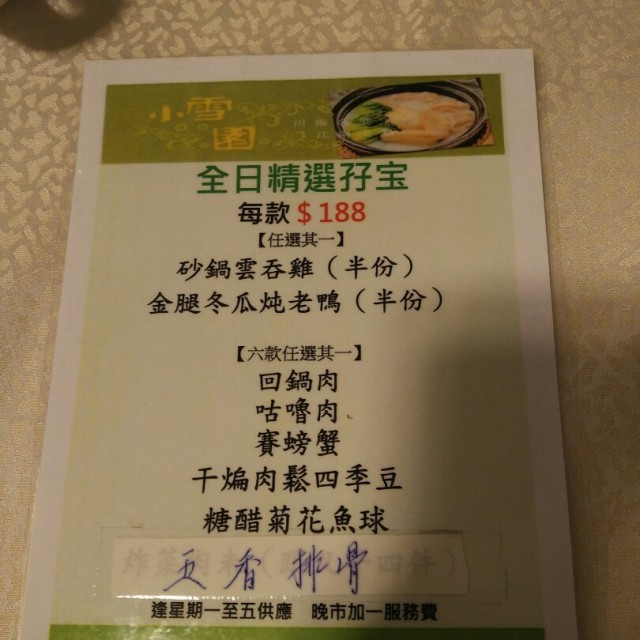 小雪園
川揚
全日精選孖宝
每款$188
【任選其一】
砂鍋雲吞雞（半份）
金腿冬瓜炖老鴨（半份）
【六款任選其一】
回鍋肉
咕嚕肉、
賽螃蟹
干煸肉鬆四季豆
糖醋菊花魚球
五香排骨
逢星期一至五供應 晚市加一服務費